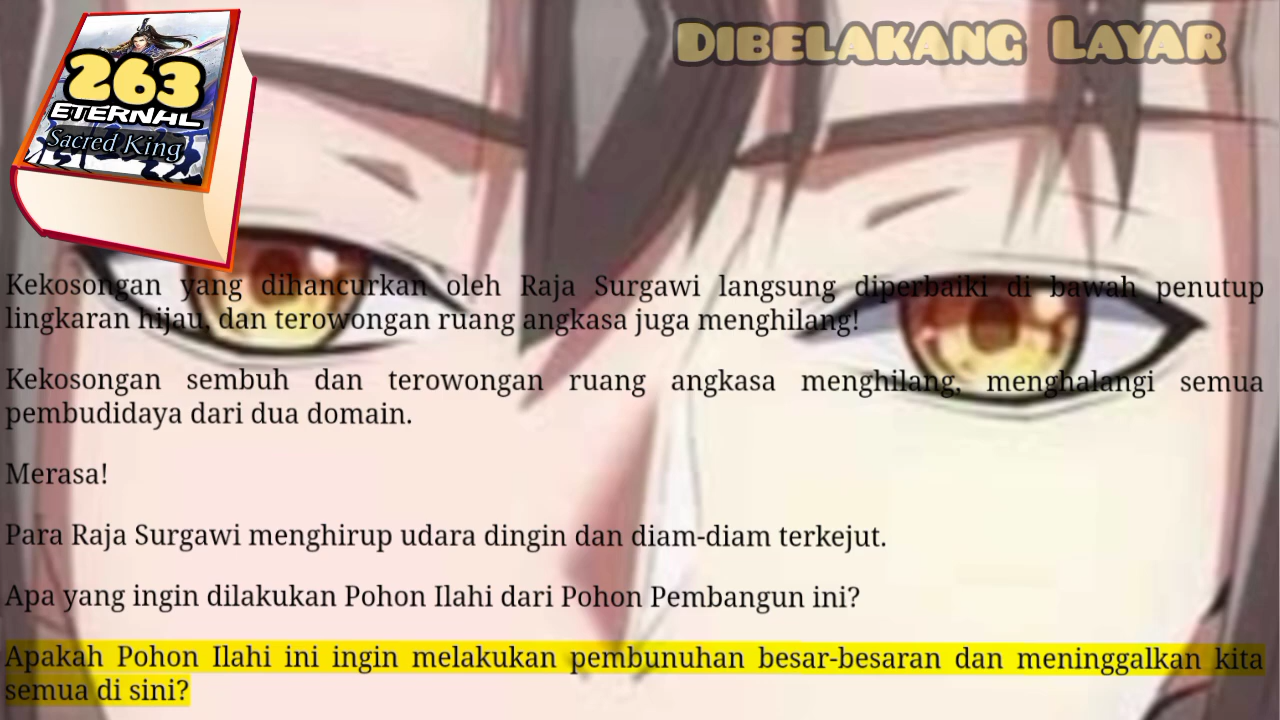 DIBELAKANG LAYAR
263
ETERNAL
Sacred King
Kekosongan yang dihancurkan oleh Raja Surgawi langsung diperbaiki di bawah penutup
lingkaran hijau, dan terowongan ruang angkasa juga menghilang!
Kekosongan sembuh dan terowongan ruang angkasa menghilang, menghalangi semua
pembudidaya dari dua domain.
Merasa!
Para Raja Surgawi menghirup udara dingin dan diam-diam terkejut.
Apa yang ingin dilakukan Pohon Ilahi dari Pohon Pembangun ini?
Apakah Pohon Ilahi ini ingin melakukan pembunuhan besar-besaran dan meninggalkan kita
semua di sini?